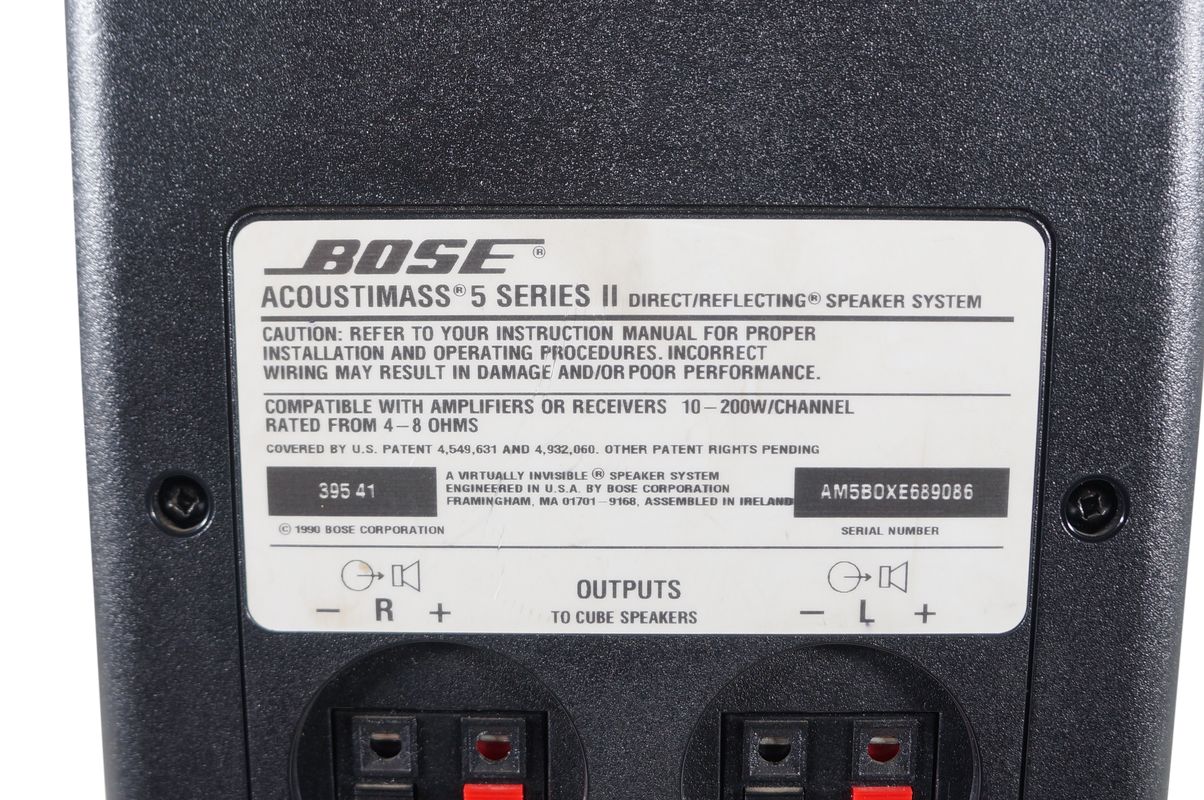 BOSE®
ACOUSTIMASS® 5 SERIES II DIRECT/REFLECTING® SPEAKER SYSTEM
CAUTION: REFER TO YOUR INSTRUCTION MANUAL FOR PROPER
INSTALLATION AND OPERATING PROCEDURES. INCORRECT
WIRING MAY RESULT IN DAMAGE AND/OR POOR PERFORMANCE.
COMPATIBLE WITH AMPLIFIERS OR RECEIVERS 10–200W/CHANNEL
RATED FROM 4–8 OHMS
COVERED BY U.S. PATENT 4,549,631 AND 4,932,060. OTHER PATENT RIGHTS PENDING
395 41
© 1990 BOSE CORPORATION
A VIRTUALLY INVISIBLE® SPEAKER SYSTEM
ENGINEERED IN U.S.A. BY BOSE CORPORATION
FRAMINGHAM, MA 01701–9168, ASSEMBLED IN IRELAND
AM5BOXE689086
SERIAL NUMBER
OUTPUTS
TO CUBE SPEAKERS
– R +
– L +